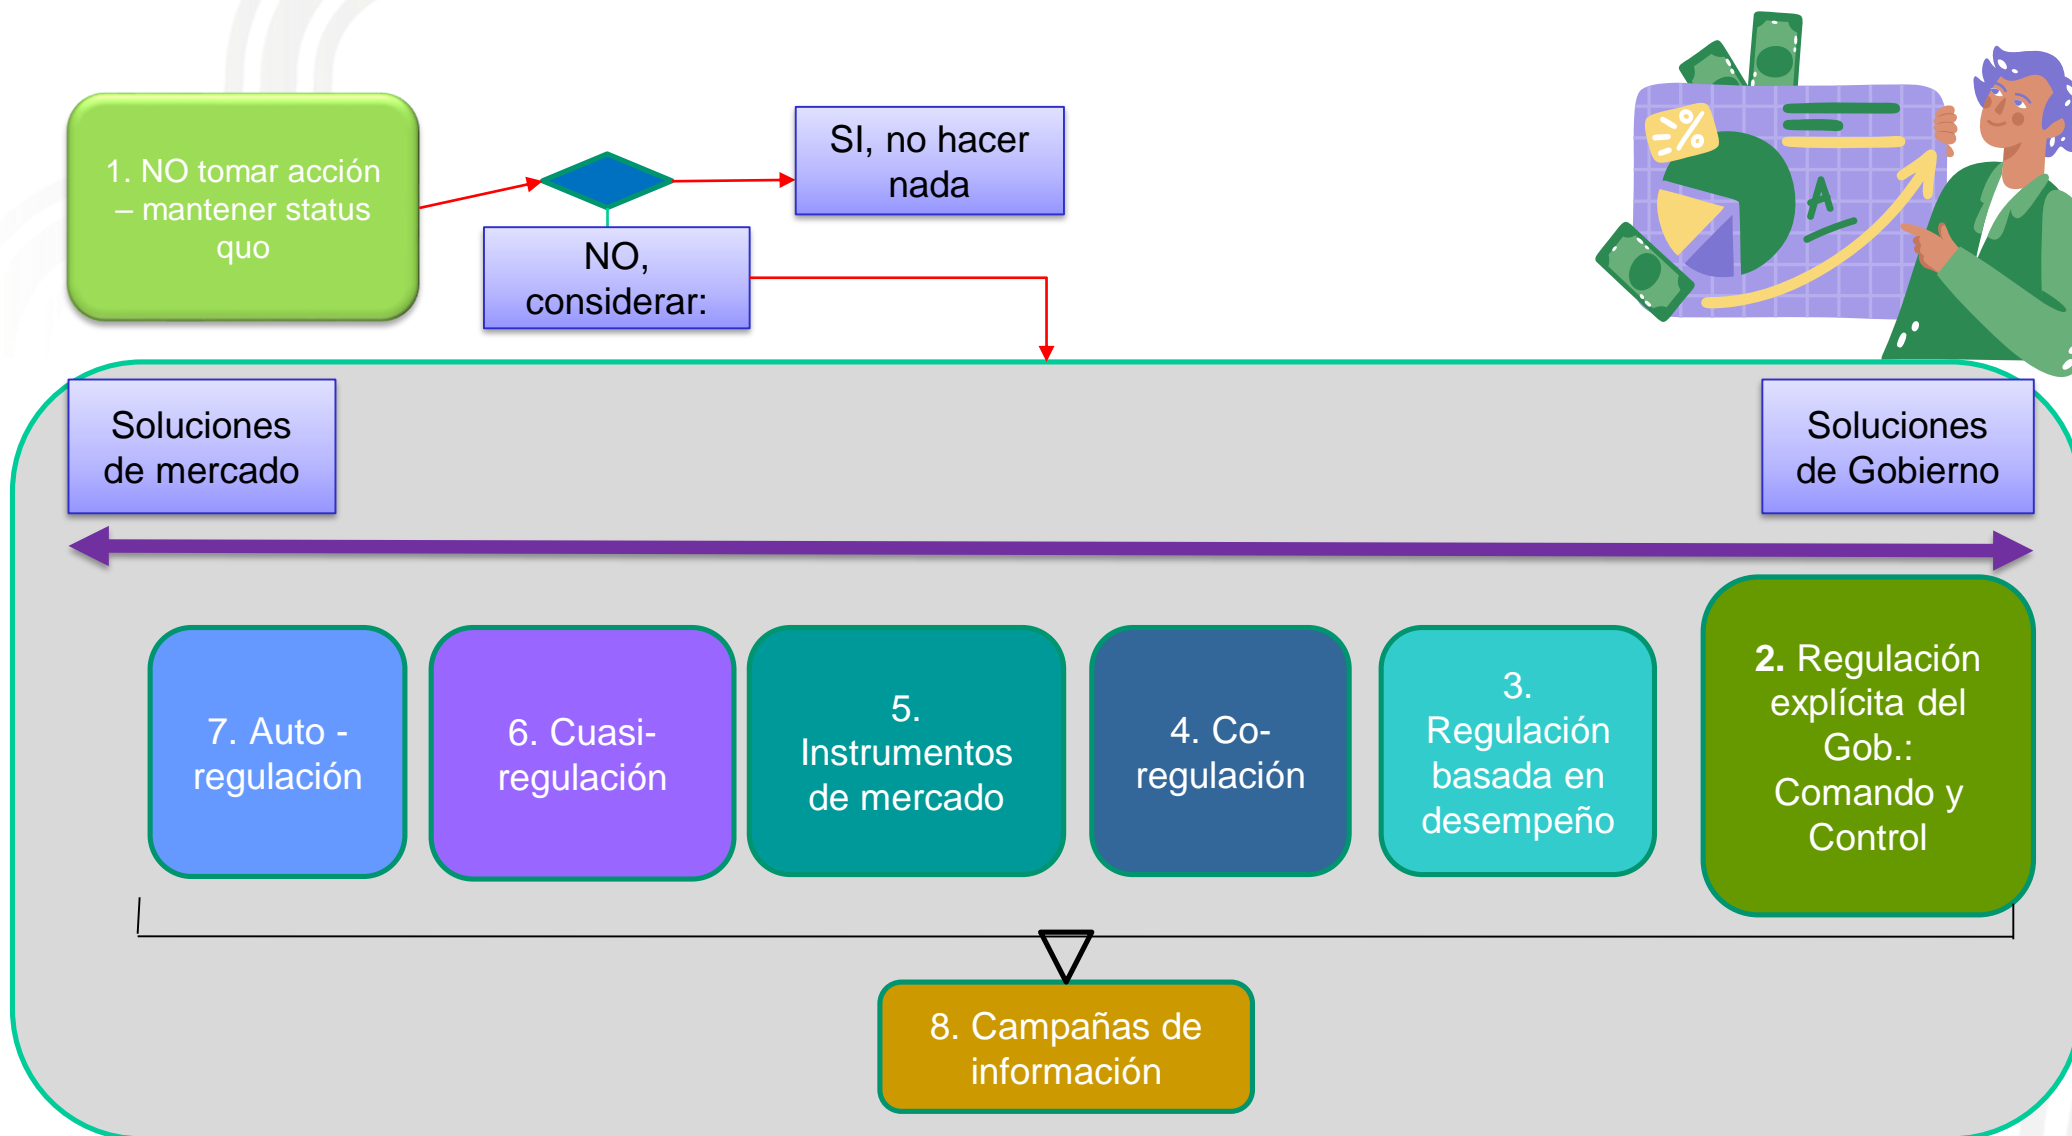 1. NO tomar acción
– mantener status
quo
SI, no hacer
nada
NO,
considerar:
%
A
Soluciones
de mercado
Soluciones
de Gobierno
7. Auto -
regulación
6. Cuasi-
regulación
5.
Instrumentos
de mercado
4. Co-
regulación
3.
Regulación
basada en
desempeño
2. Regulación
explícita del
Gob.:
Comando y
Control
8. Campañas de
información